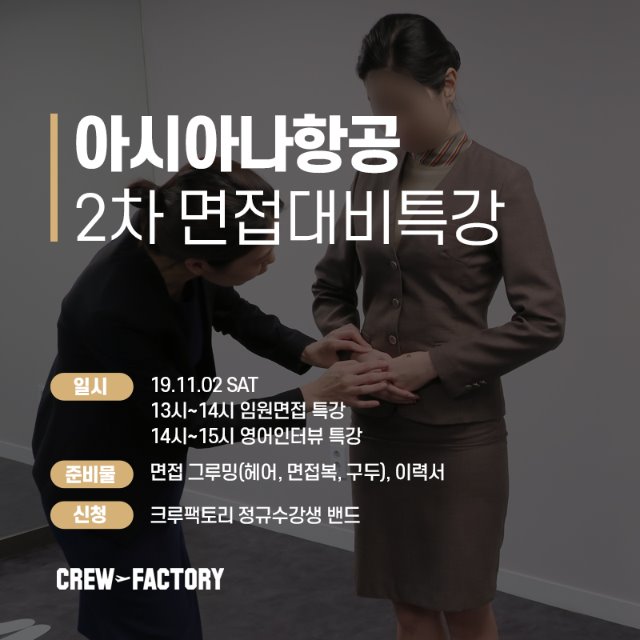 아시아나항공
2차 면접대비특강
일시 19.11.02 SAT
13시~14시 임원면접 특강
14시~15시 영어인터뷰 특강
준비물 면접 그루밍(헤어, 면접복, 구두), 이력서
신청 크루팩토리 정규수강생 밴드
CREW FACTORY